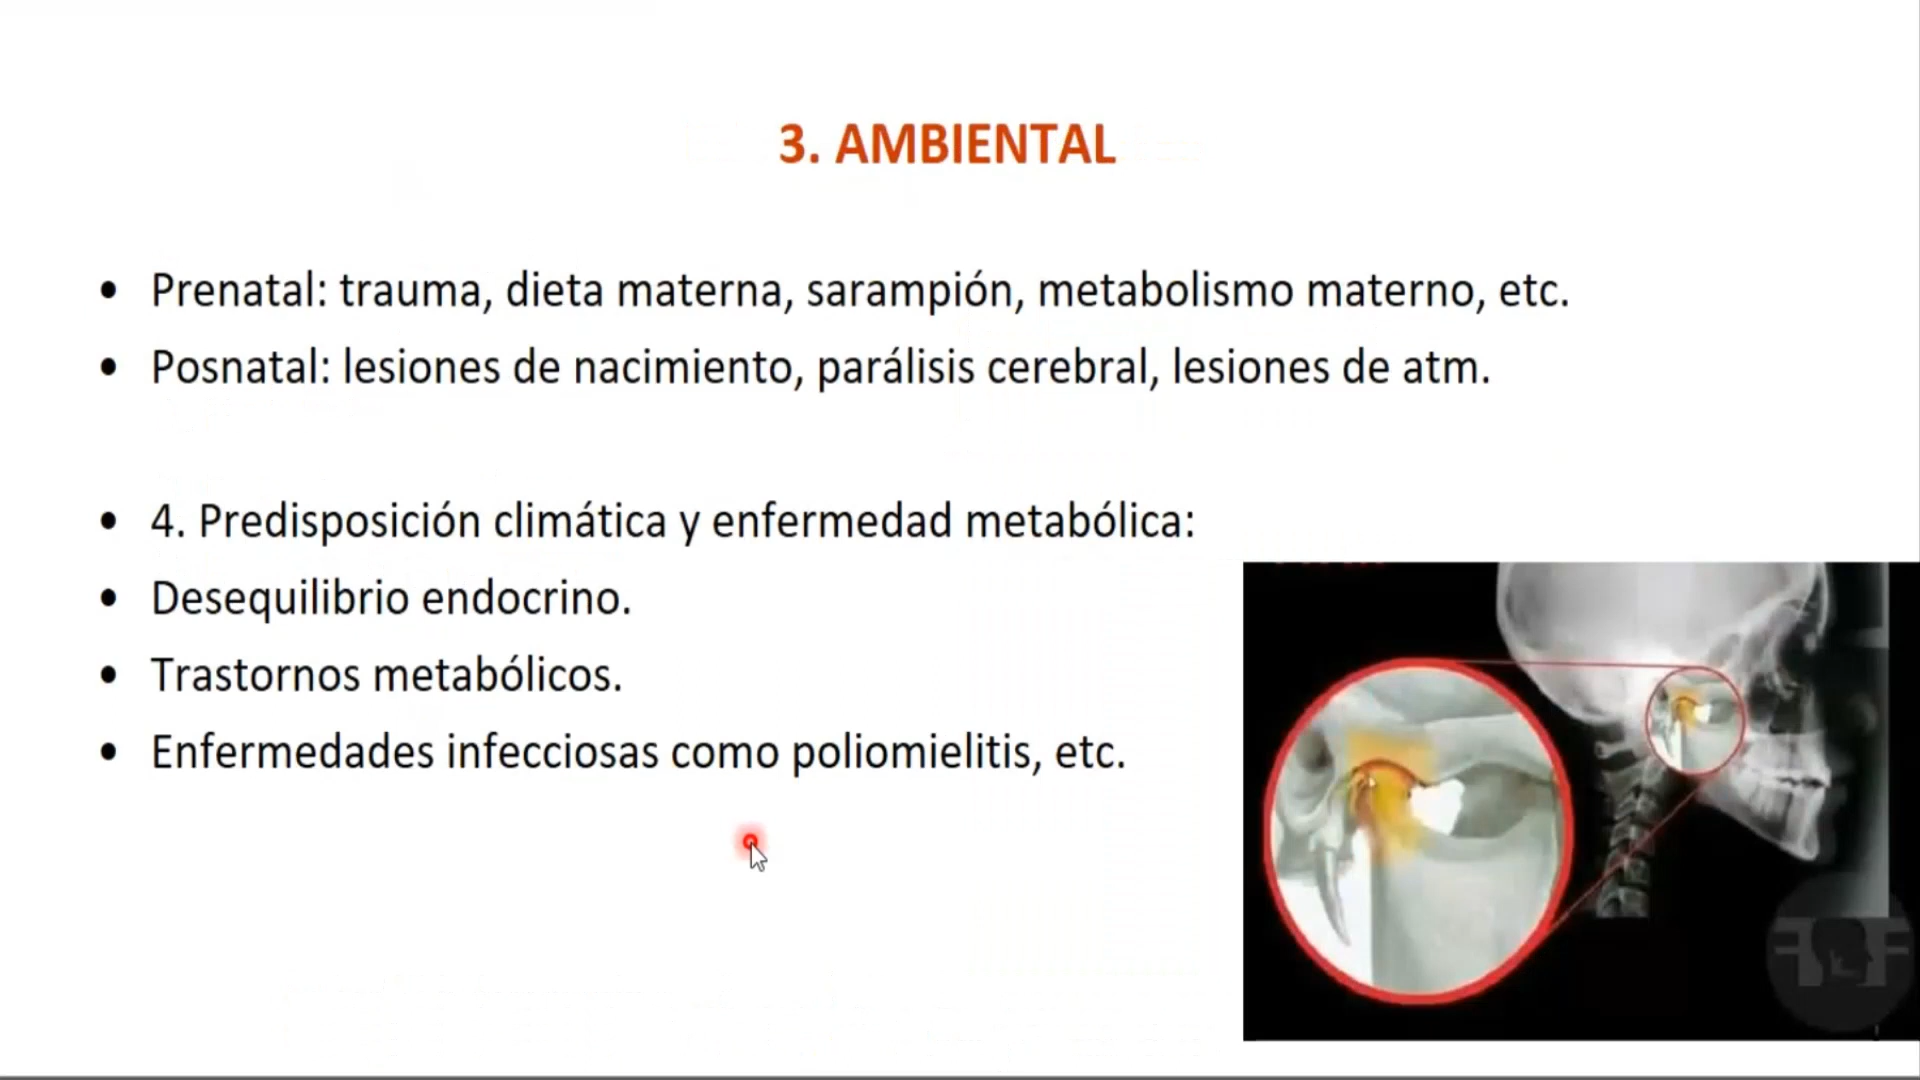 3. AMBIENTAL
• Prenatal: trauma, dieta materna, sarampión, metabolismo materno, etc.
• Posnatal: lesiones de nacimiento, parálisis cerebral, lesiones de atm.
• 4. Predisposición climática y enfermedad metabólica:
• Desequilibrio endocrino.
• Trastornos metabólicos.
• Enfermedades infecciosas como poliomielitis, etc.